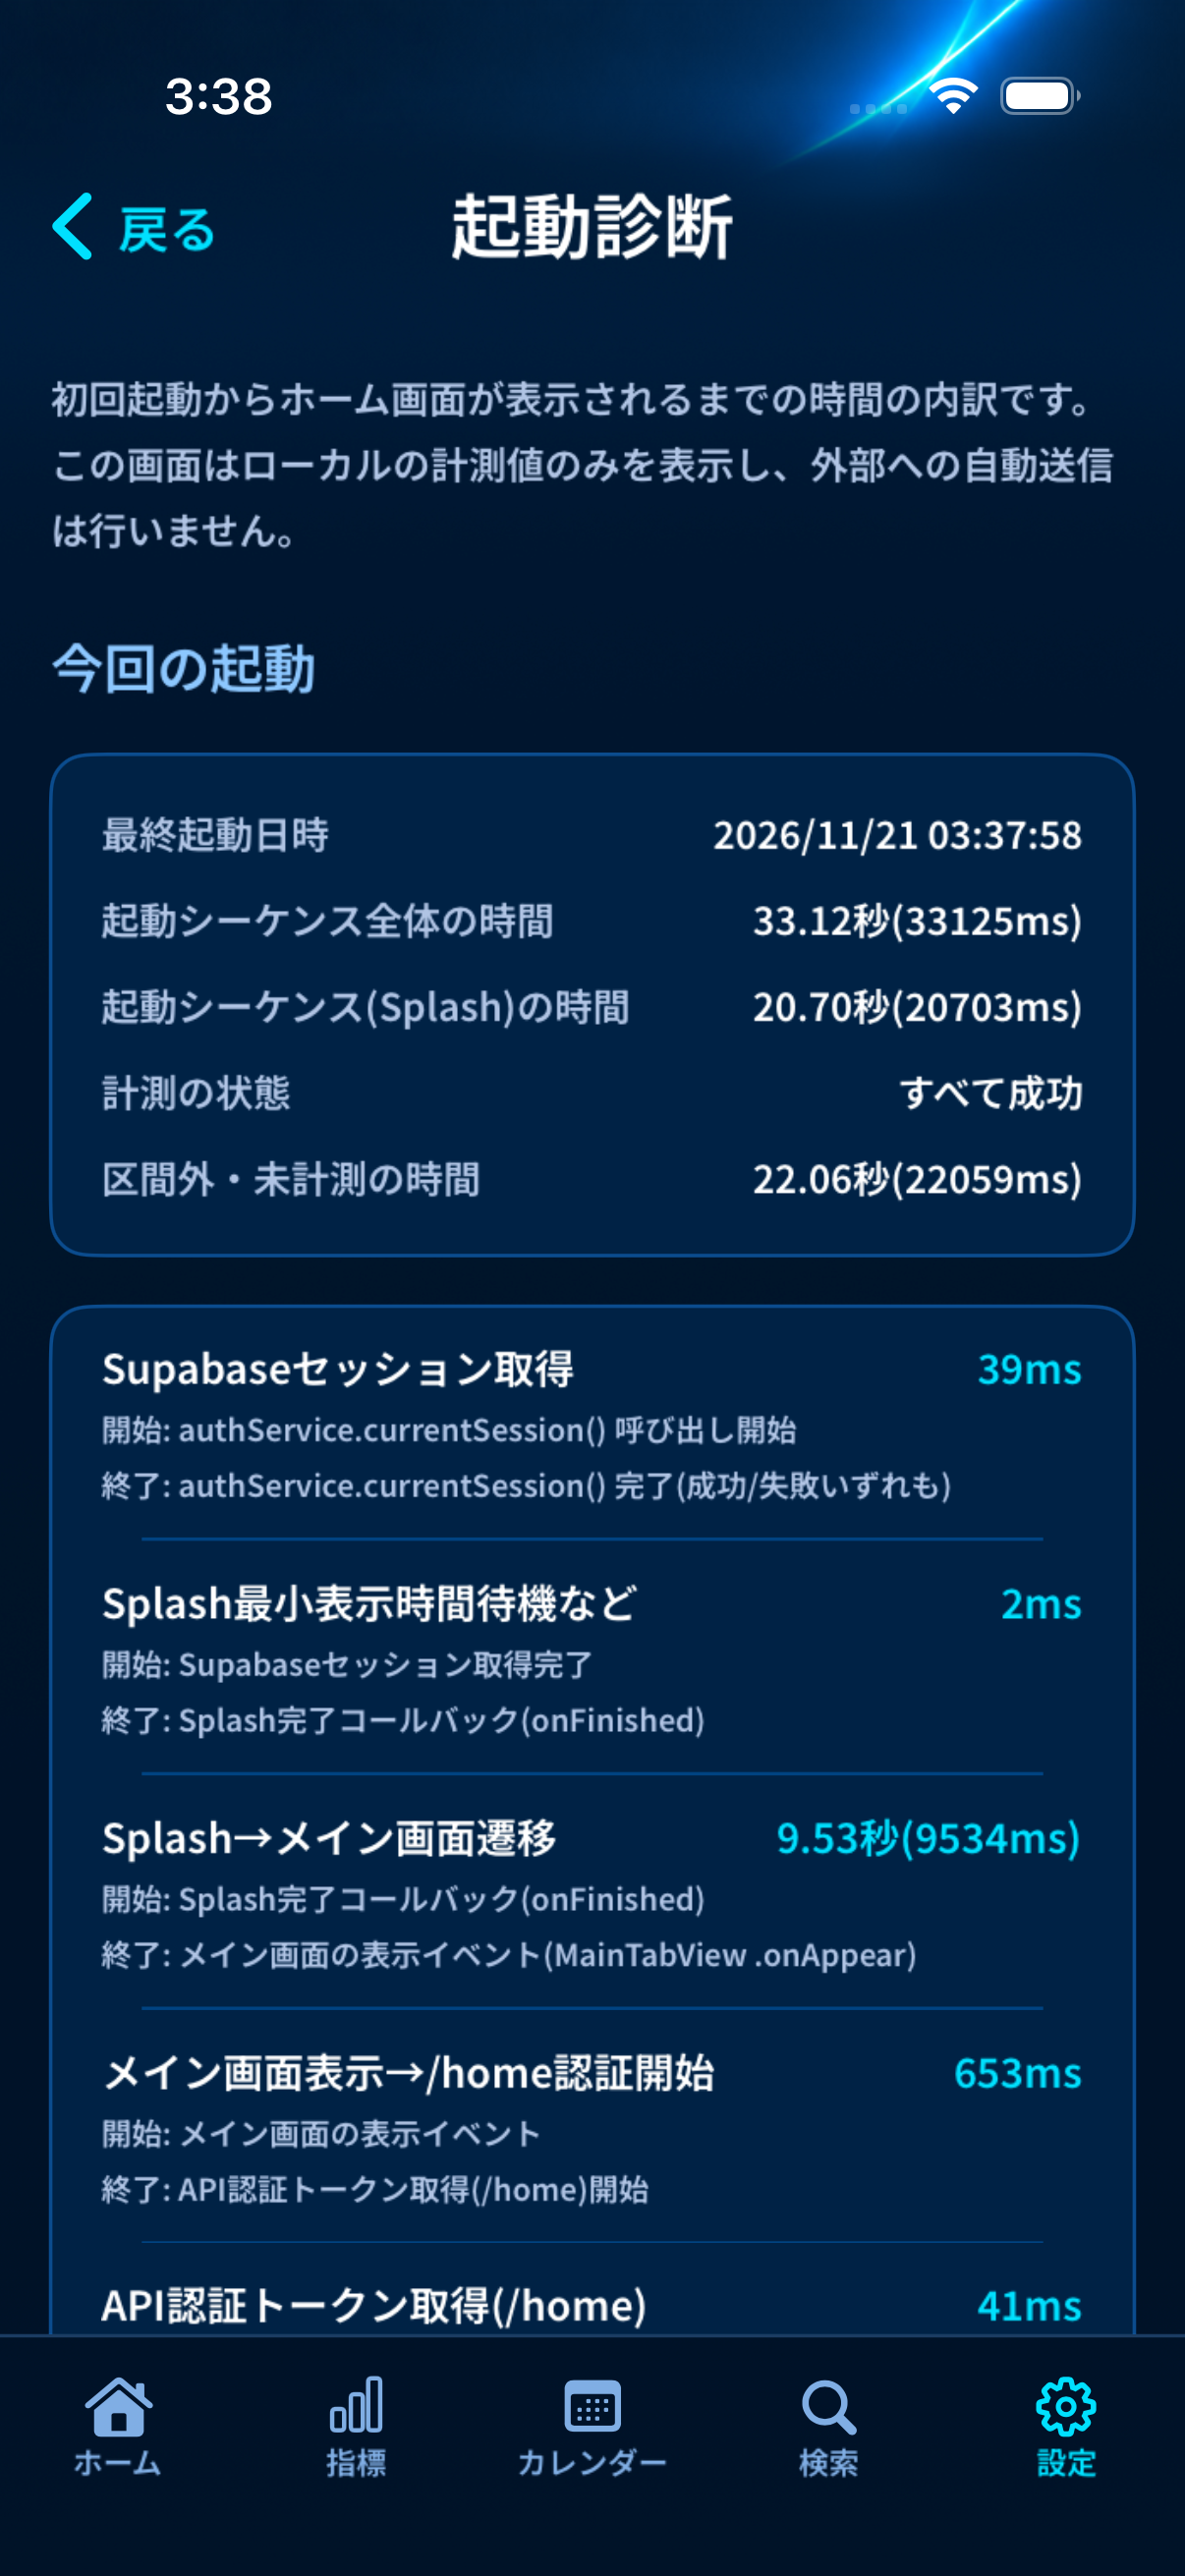 3:38
戻る
起動診断
初回起動からホーム画面が表示されるまでの時間の内訳です。
この画面はローカルの計測値のみを表示し、外部への自動送信
は行いません。
今回の起動
最終起動日時 2026/11/21 03:37:58
起動シーケンス全体の時間 33.12秒(33125ms)
起動シーケンス(Splash)の時間 20.70秒(20703ms)
計測の状態 すべて成功
区間外・未計測の時間 22.06秒(22059ms)
Supabaseセッション取得 39ms
開始: authService.currentSession() 呼び出し開始
終了: authService.currentSession() 完了(成功/失敗いずれも)
Splash最小表示時間待機など 2ms
開始: Supabaseセッション取得完了
終了: Splash完了コールバック(onFinished)
Splash→メイン画面遷移 9.53秒(9534ms)
開始: Splash完了コールバック(onFinished)
終了: メイン画面の表示イベント(MainTabView .onAppear)
メイン画面表示→/home認証開始 653ms
開始: メイン画面の表示イベント
終了: API認証トークン取得(/home)開始
API認証トークン取得(/home) 41ms
ホーム 指標 カレンダー 検索 設定